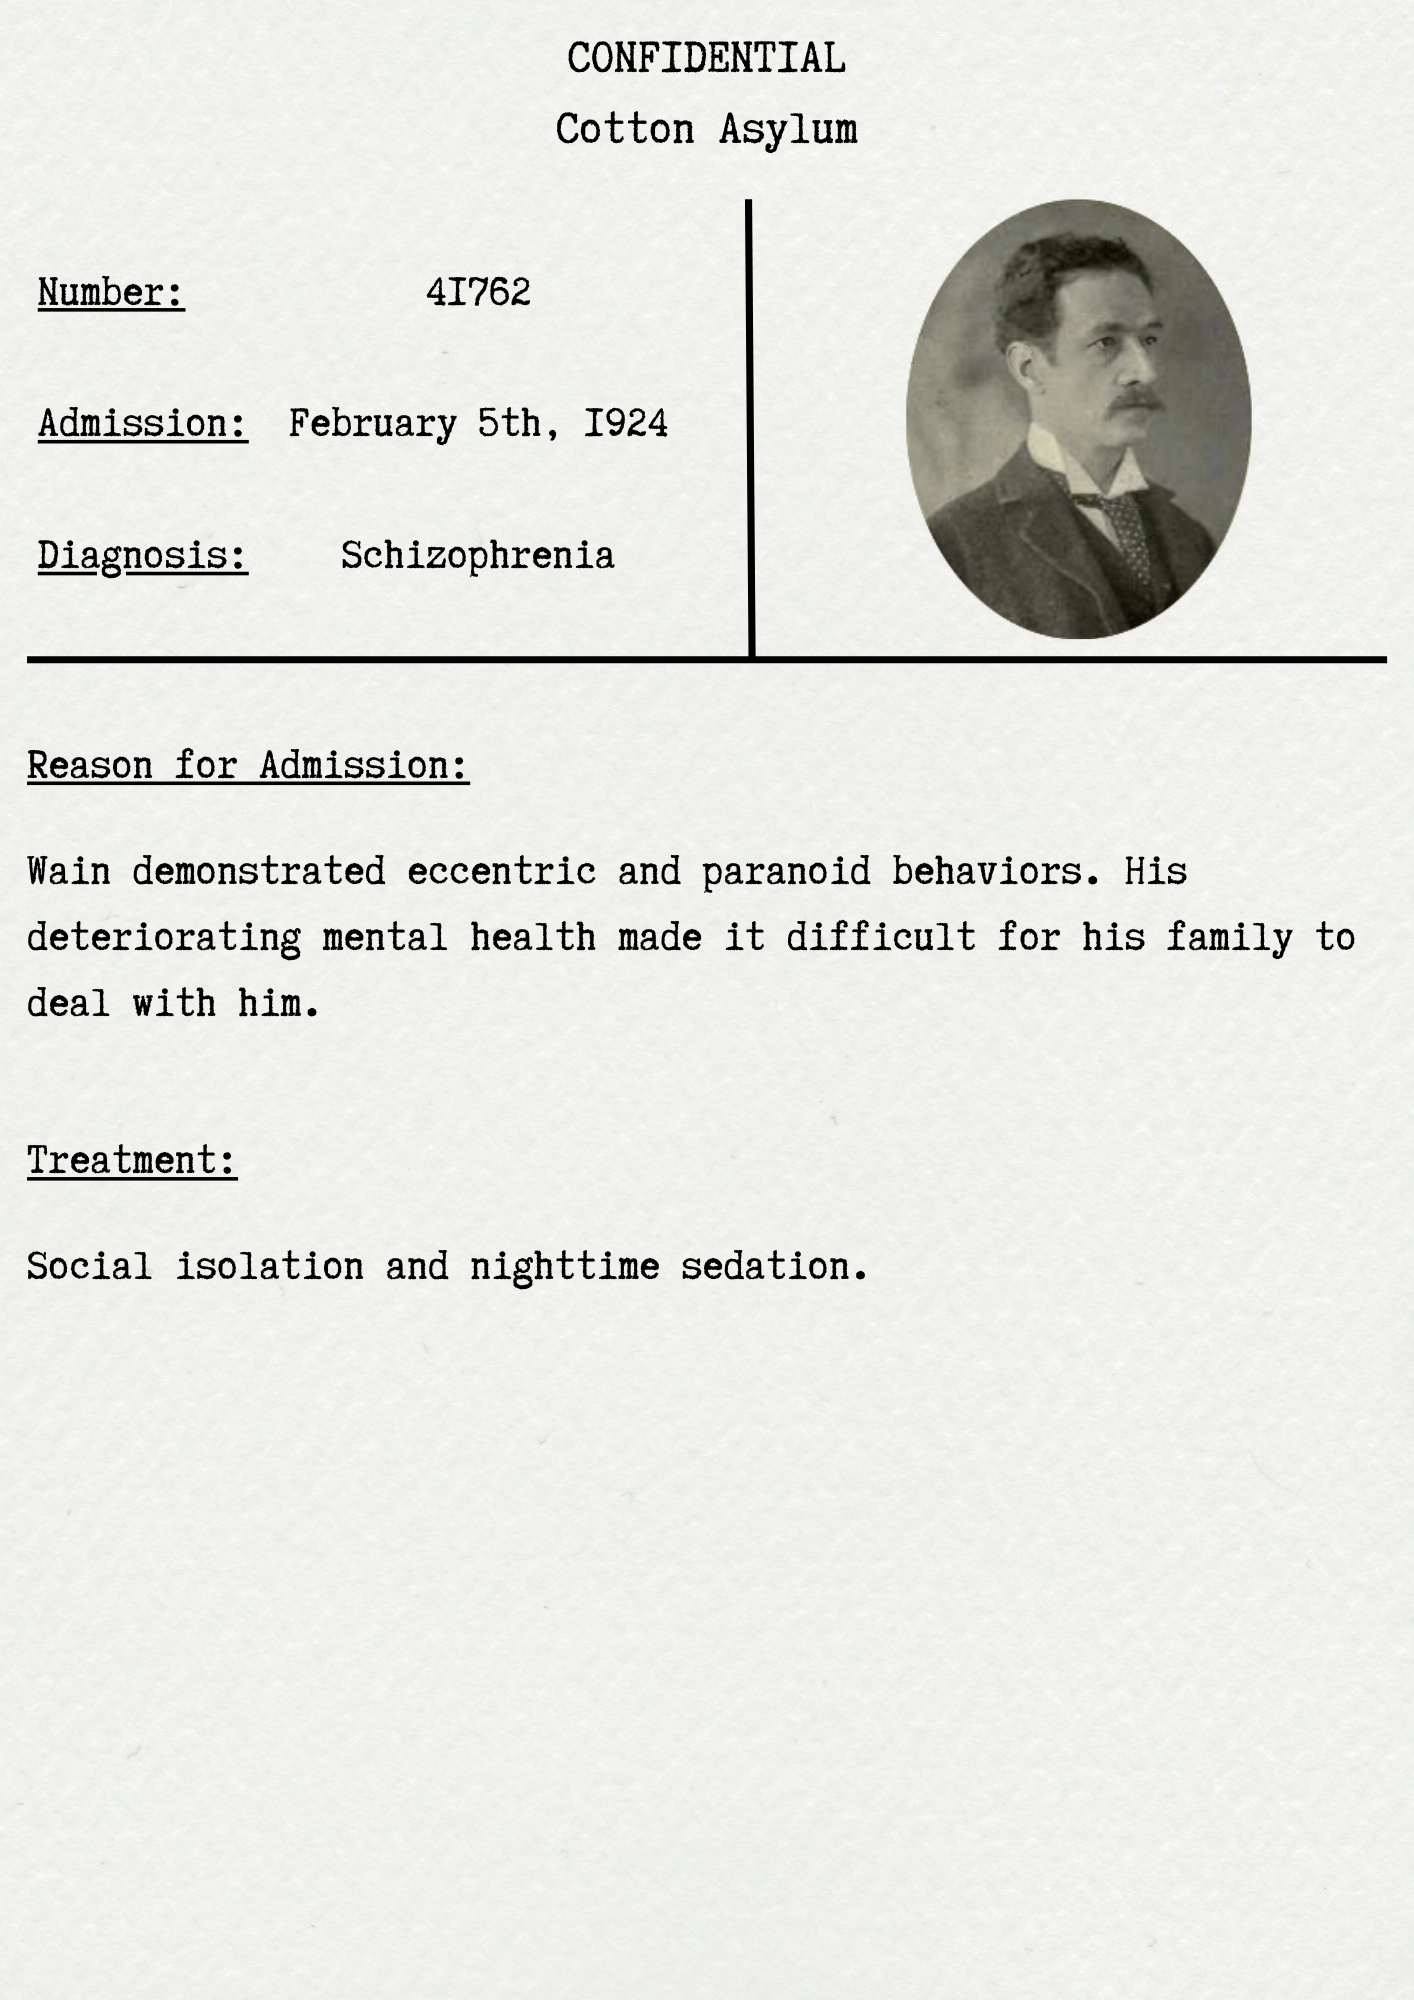 CONFIDENTIAL
Cotton Asylum
Number: 4I762
Admission: February 5th, I924
Diagnosis: Schizophrenia
Reason for Admission:
Wain demonstrated eccentric and paranoid behaviors. His
deteriorating mental health made it difficult for his family to
deal with him.
Treatment:
Social isolation and nighttime sedation.